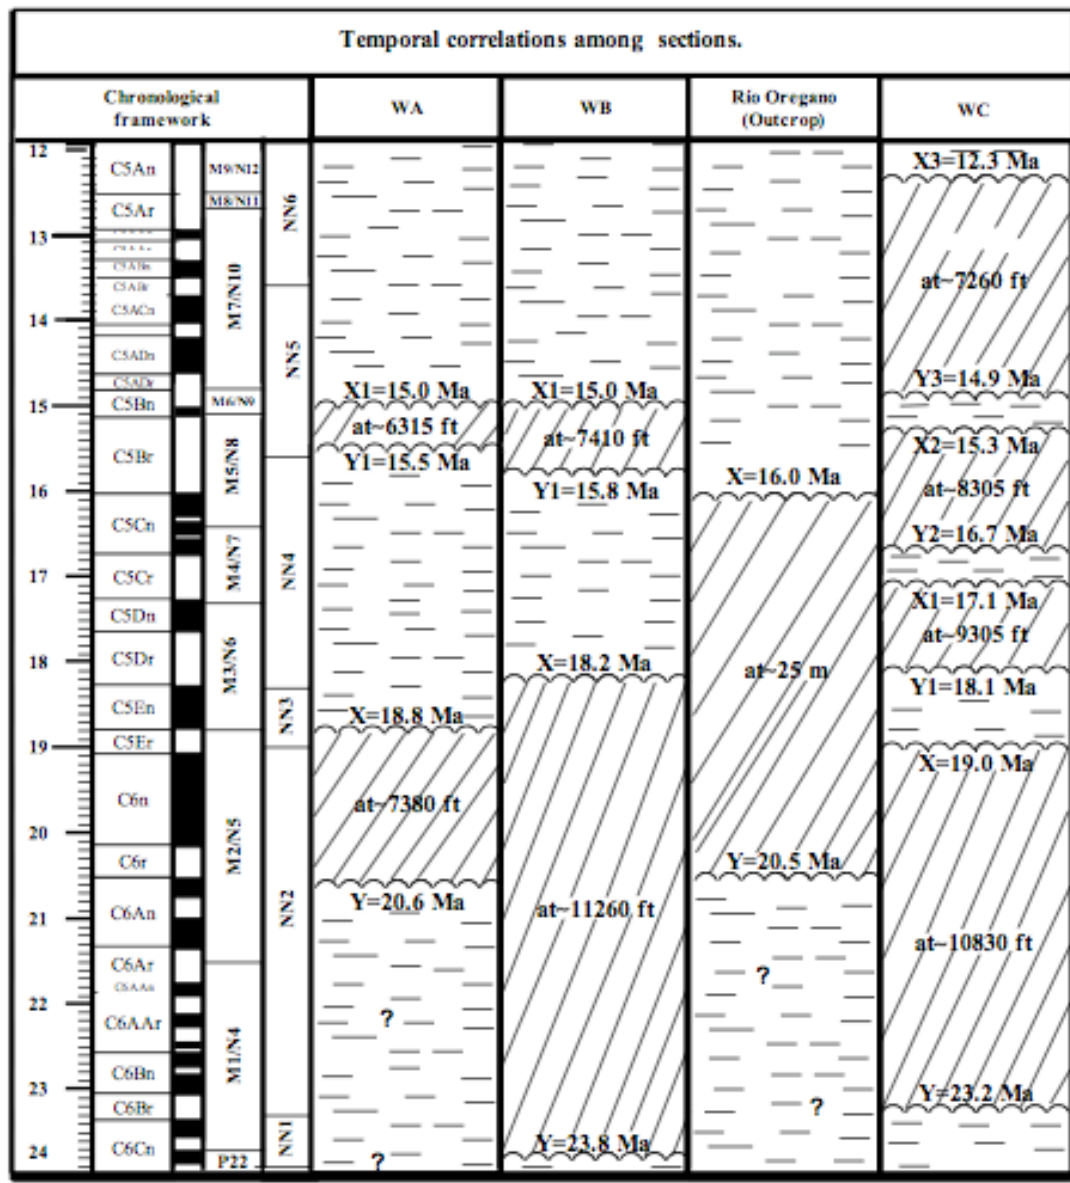 Temporal correlations among sections.
Chronological
framework
WA
WB
Río Oregano
(Outcrop)
WC
12
13
14
15
16
17
18
19
20
21
22
23
24
C5An
C5Ar
C5ABn
C5ABr
C5ACn
C5ADn
C5ADr
C5Bn
C5Br
C5Cn
C5Cr
C5Dn
C5Dr
C5En
C5Er
C6n
C6r
C6An
C6Ar
C6AAn
C6AAr
C6Bn
C6Br
C6Cn
M9/N12
M8/N11
M7/N10
M6/N9
M5/N8
M4/N7
M3/N6
M2/N5
M1/N4
P22
NN6
NN5
NN4
NN3
NN2
NN1
X1=15.0 Ma
at~6315 ft
Y1=15.5 Ma
X=18.8 Ma
at~7380 ft
Y=20.6 Ma
?
?
X1=15.0 Ma
at~7410 ft
Y1=15.8 Ma
X=18.2 Ma
at~11260 ft
Y=23.8 Ma
X=16.0 Ma
at~25 m
Y=20.5 Ma
?
?
X3=12.3 Ma
at~7260 ft
Y3=14.9 Ma
X2=15.3 Ma
at~8305 ft
Y2=16.7 Ma
X1=17.1 Ma
at~9305 ft
Y1=18.1 Ma
X=19.0 Ma
at~10830 ft
Y=23.2 Ma